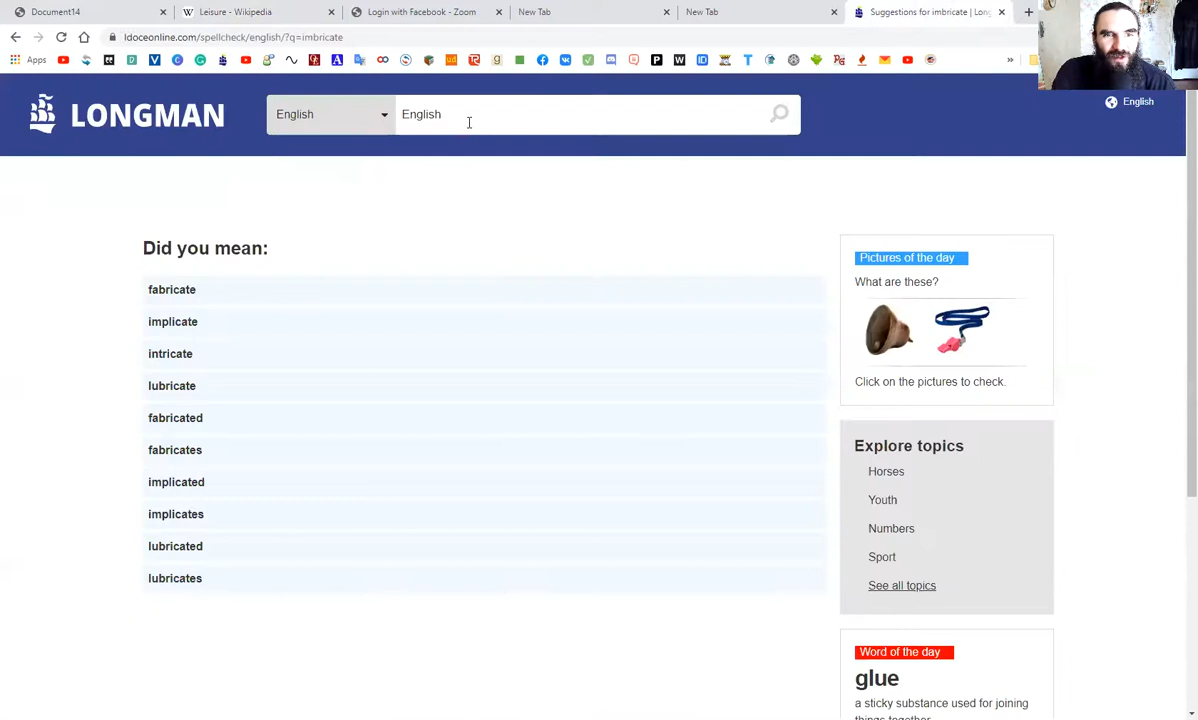 Document14
Leisure - Wikipedia
Login with Facebook - Zoom
New Tab
New Tab
Suggestions for imbricate | Lon
ldoceonline.com/spellcheck/english/?q=imbricate
Apps
LONGMAN
English
English
English
Did you mean:
fabricate
implicate
intricate
lubricate
fabricated
fabricates
implicated
implicates
lubricated
lubricates
Pictures of the day
What are these?
Click on the pictures to check.
Explore topics
Horses
Youth
Numbers
Sport
See all topics
Word of the day
glue
a sticky substance used for joining
things together